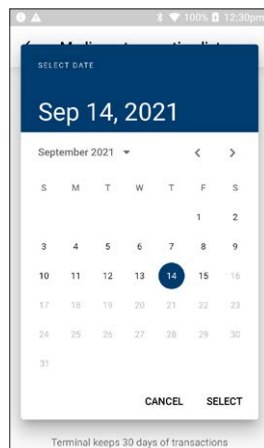 100% 12:30pm
SELECT DATE
Sep 14, 2021
September 2021
S M T W T F S
1 2
3 4 5 6 7 8 9
10 11 12 13 14 15 16
17 18 19 20 21 22 23
24 25 26 27 28 29 30
31
CANCEL SELECT
Terminal keeps 30 days of transactions